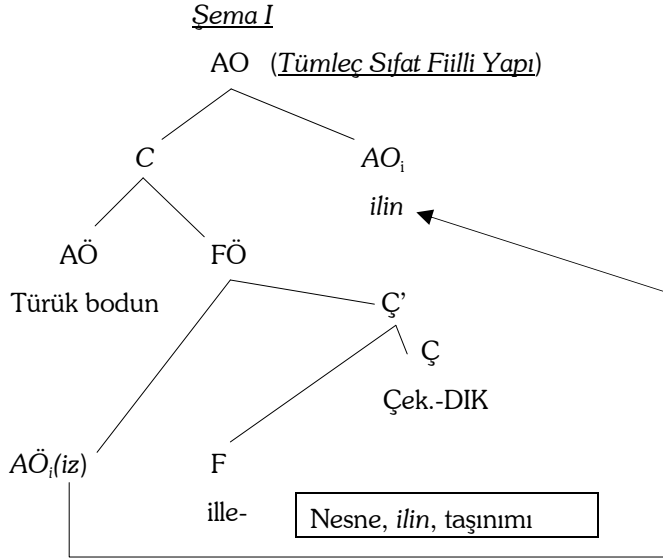 Şema I
AO (Tümleç Sıfat Fiilli Yapı)
C AOi
ilin
AÖ FÖ
Türük bodun Ç’
Ç
Çek.-DIK
AÖi(iz) F
ille- Nesne, ilin, taşınımı